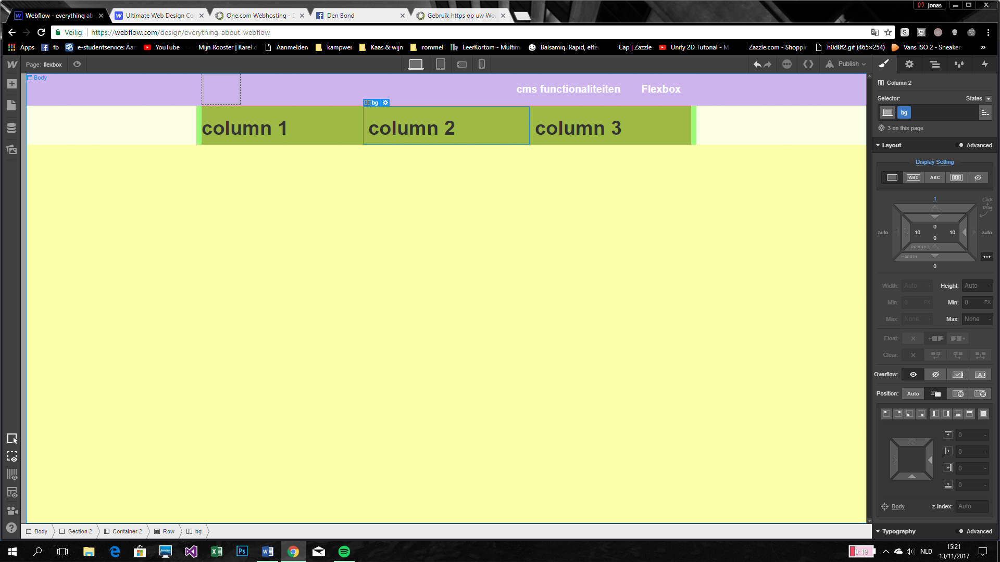 jonas
Webflow - everything ab
Ultimate Web Design Co
One.com Webhosting - D
Den Bond
Gebruik https op uw Wo
Veilig
https://webflow.com/design/everything-about-webflow
Apps
fb
e-studentservice: Aan
YouTube
Mijn Rooster | Karel d
Aanmelden
kampwei
Kaas & wijn
rommel
LeerKortom - Multim
Balsamiq. Rapid, effec
Cap | Zazzle
Unity 2D Tutorial - M
Zazzle.com - Shoppin
h0d8f2.gif (465×254)
Vans ISO 2 - Sneaker
»
Page: flexbox
Publish
Body
cms functionaliteiten
Flexbox
bg
column 1
column 2
column 3
Column 2
Selector:
States
bg
3 on this page
Layout
Advanced
Display Setting
ABC
ABC
1
Click + Drag
0
auto
10
10
auto
0
PADDING
MARGIN
0
Width: Auto -
Height: Auto -
Min: 0 PX
Min: 0 PX
Max: None -
Max: None -
Float:
Clear:
Overflow:
A
Position:
Auto
0 -
0 -
0 -
0 -
Body
z-Index: Auto
Body
Section 2
Container 2
Row
bg
Typography
Advanced
0:19
NLD
15:21
13/11/2017